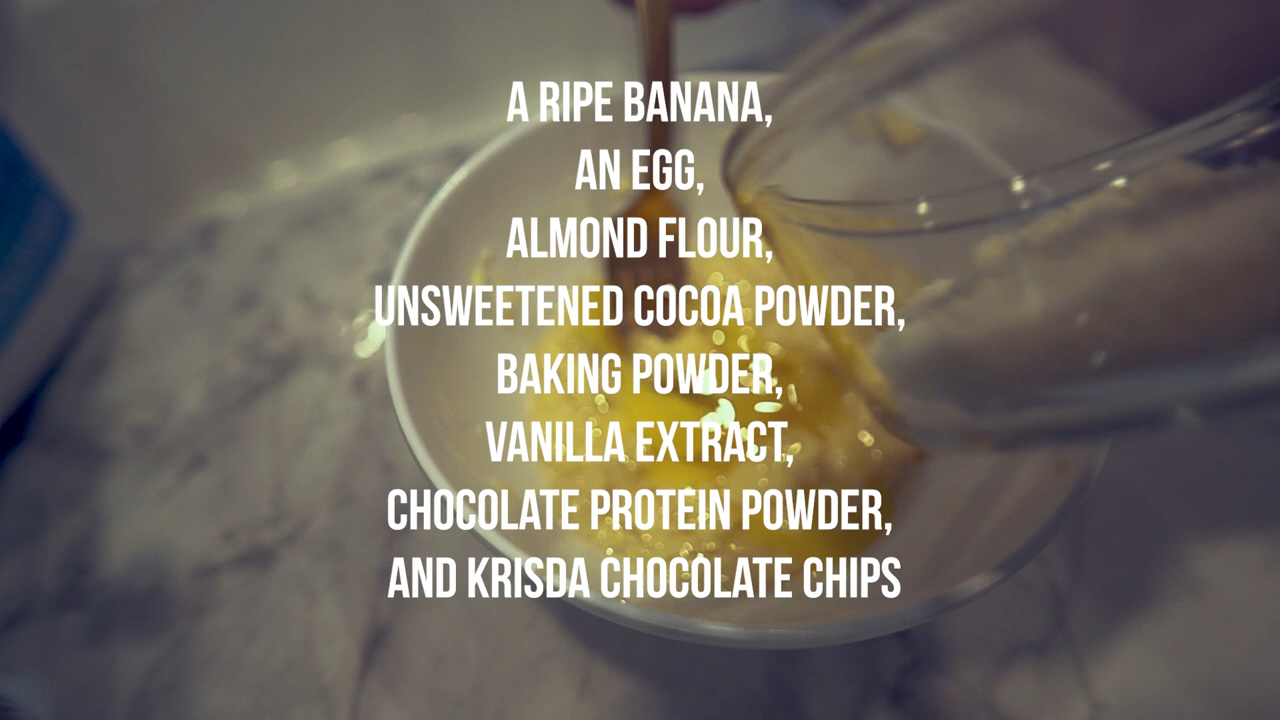 A RIPE BANANA,
AN EGG,
ALMOND FLOUR,
UNSWEETENED COCOA POWDER,
BAKING POWDER,
VANILLA EXTRACT,
CHOCOLATE PROTEIN POWDER,
AND KRISDA CHOCOLATE CHIPS